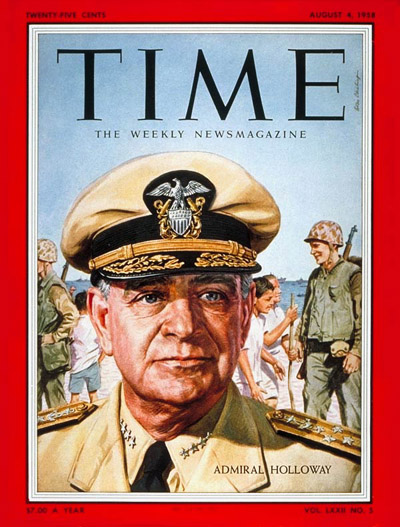 TWENTY-FIVE CENTS AUGUST 4, 1958
TIME
THE WEEKLY NEWSMAGAZINE
ADMIRAL HOLLOWAY
$7.00 A YEAR VOL. LXXII NO. 5